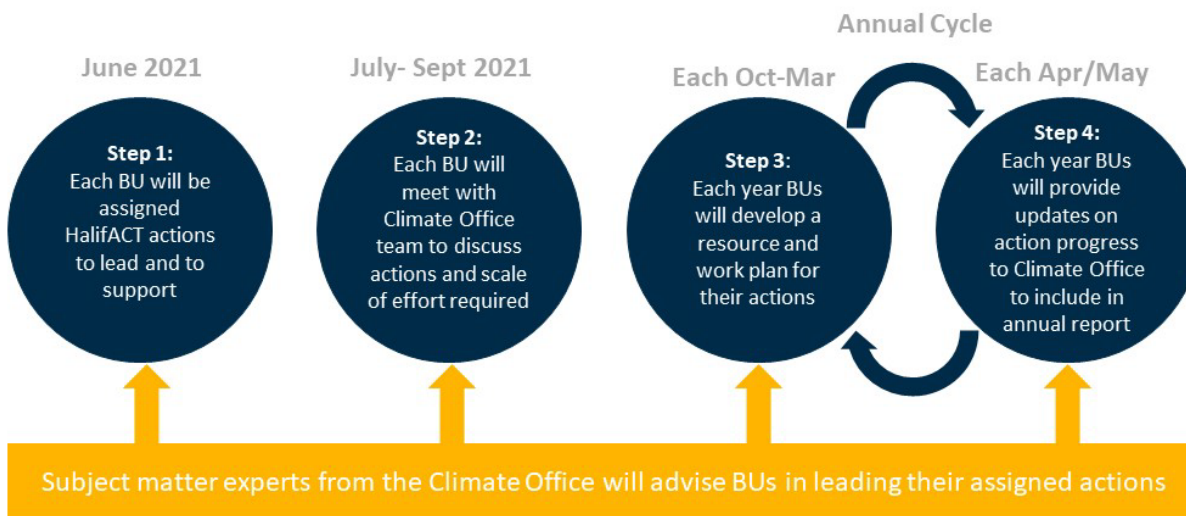 Annual Cycle
June 2021
July- Sept 2021
Each Oct-Mar
Each Apr/May
Step 1:
Each BU will be
assigned
HalifACT actions
to lead and to
support
Step 2:
Each BU will
meet with
Climate Office
team to discuss
actions and scale
of effort required
Step 3:
Each year BUs
will develop a
resource and
work plan for
their actions
Step 4:
Each year BUs
will provide
updates on
action progress
to Climate Office
to include in
annual report
Subject matter experts from the Climate Office will advise BUs in leading their assigned actions